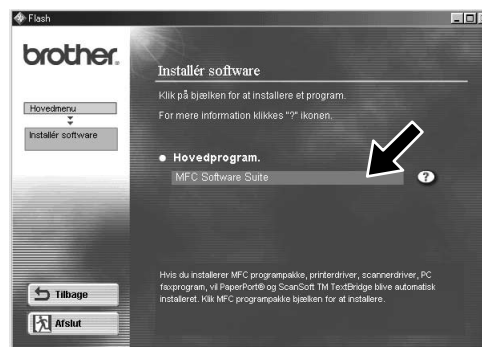 Flash
brother.
Hovedmenu
Installér software
Installér software
Klik på bjælken for at installere et program.
For mere information klikkes "?" ikonen.
Hovedprogram.
MFC Software Suite
?
Hvis du installerer MFC programpakke, printerdriver, scannerdriver, PC
faxprogram, vil PaperPort® og ScanSoft TM TextBridge blive automatisk
installeret. Klik MFC programpakke bjælken for at installere.
Tilbage
Afslut